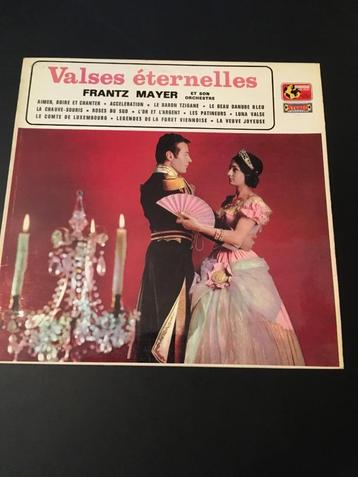 Valses éternelles
FRANTZ MAYER ET SON ORCHESTRE
AIMER, BOIRE ET CHANTER • ACCELERATION • LE BARON TZIGANE • LE BEAU DANUBE BLEU
LA CHAUVE-SOURIS • ROSES DU SUD • L'OR ET L'ARGENT • LES PATINEURS • LUNA VALSE
LE COMTE DE LUXEMBOURG • LEGENDES DE LA FORET VIENNOISE • LA VEUVE JOYEUSE
STEREO